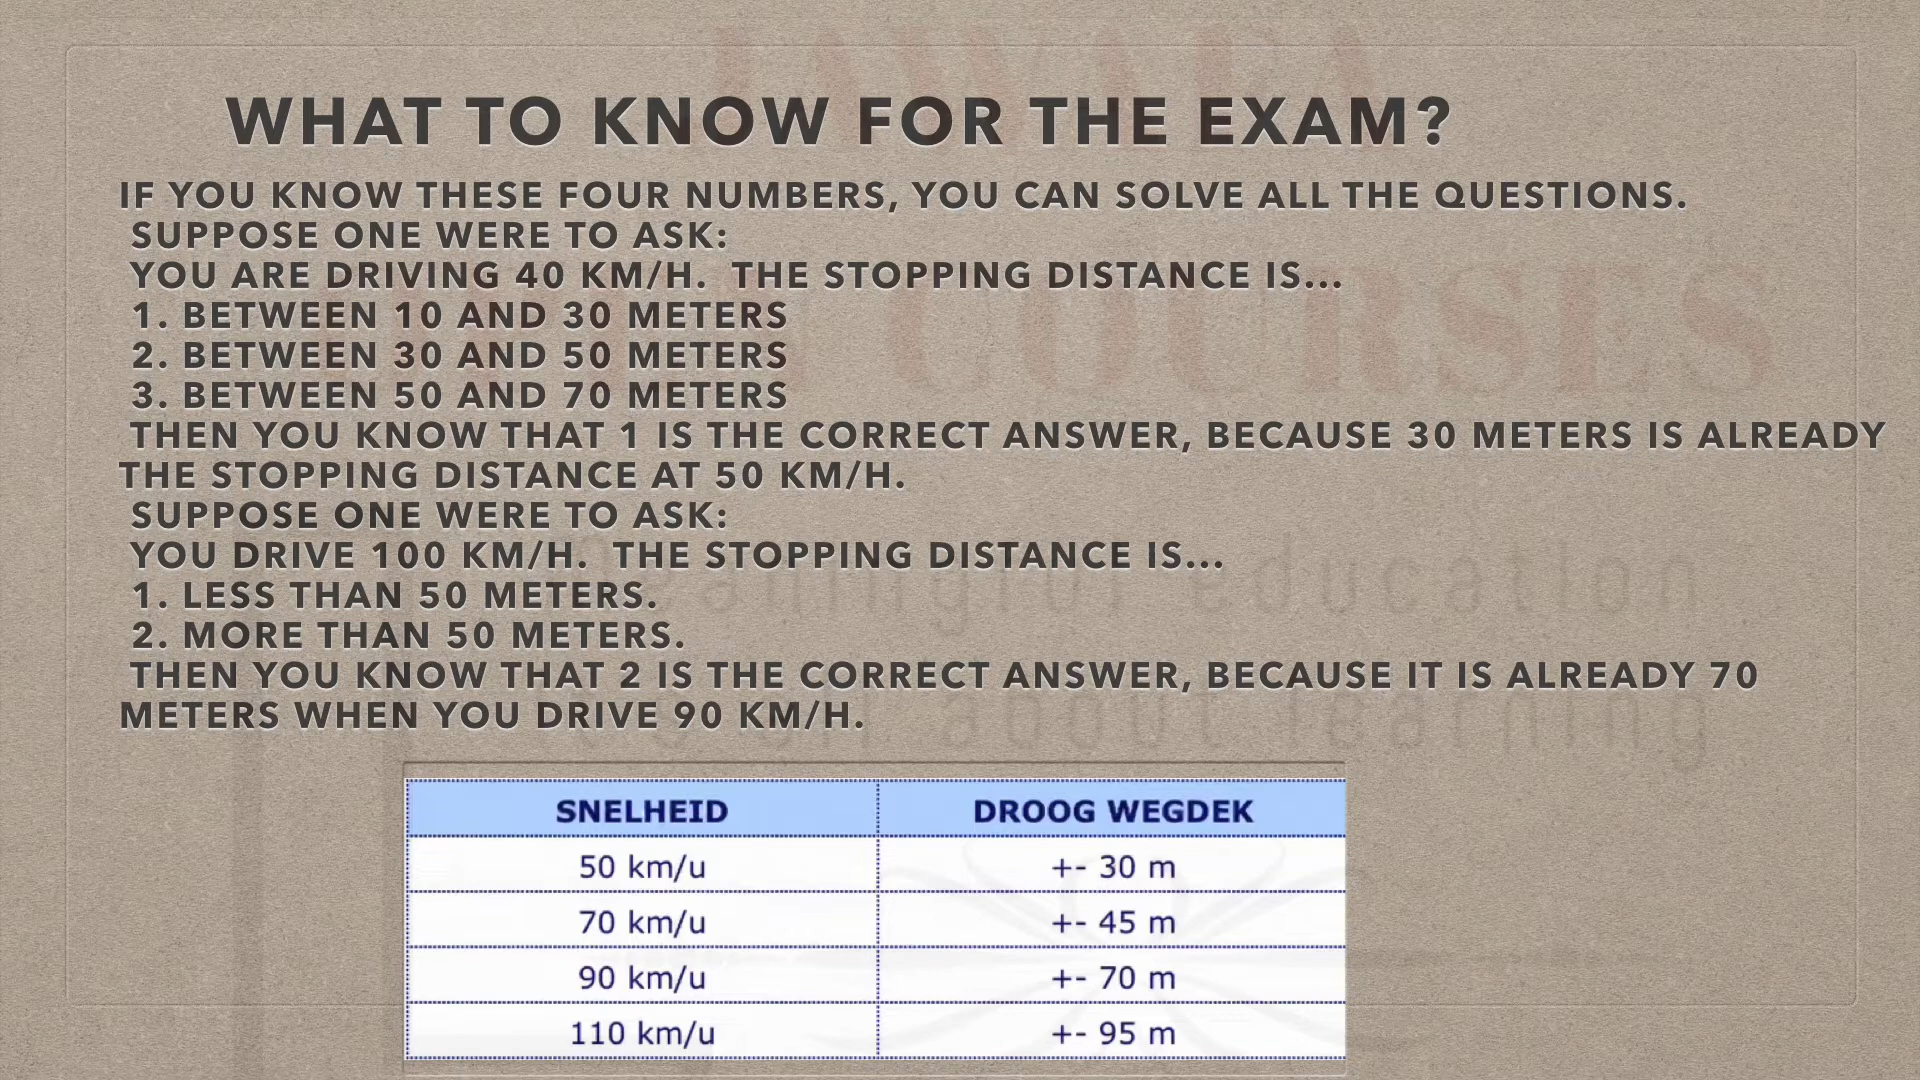 WHAT TO KNOW FOR THE EXAM?
IF YOU KNOW THESE FOUR NUMBERS, YOU CAN SOLVE ALL THE QUESTIONS.
SUPPOSE ONE WERE TO ASK:
YOU ARE DRIVING 40 KM/H. THE STOPPING DISTANCE IS...
1. BETWEEN 10 AND 30 METERS
2. BETWEEN 30 AND 50 METERS
3. BETWEEN 50 AND 70 METERS
THEN YOU KNOW THAT 1 IS THE CORRECT ANSWER, BECAUSE 30 METERS IS ALREADY
THE STOPPING DISTANCE AT 50 KM/H.
SUPPOSE ONE WERE TO ASK:
YOU DRIVE 100 KM/H. THE STOPPING DISTANCE IS...
1. LESS THAN 50 METERS.
2. MORE THAN 50 METERS.
THEN YOU KNOW THAT 2 IS THE CORRECT ANSWER, BECAUSE IT IS ALREADY 70
METERS WHEN YOU DRIVE 90 KM/H.
SNELHEID DROOG WEGDEK
50 km/u +- 30 m
70 km/u +- 45 m
90 km/u +- 70 m
110 km/u +- 95 m
COURSES
education
about learning